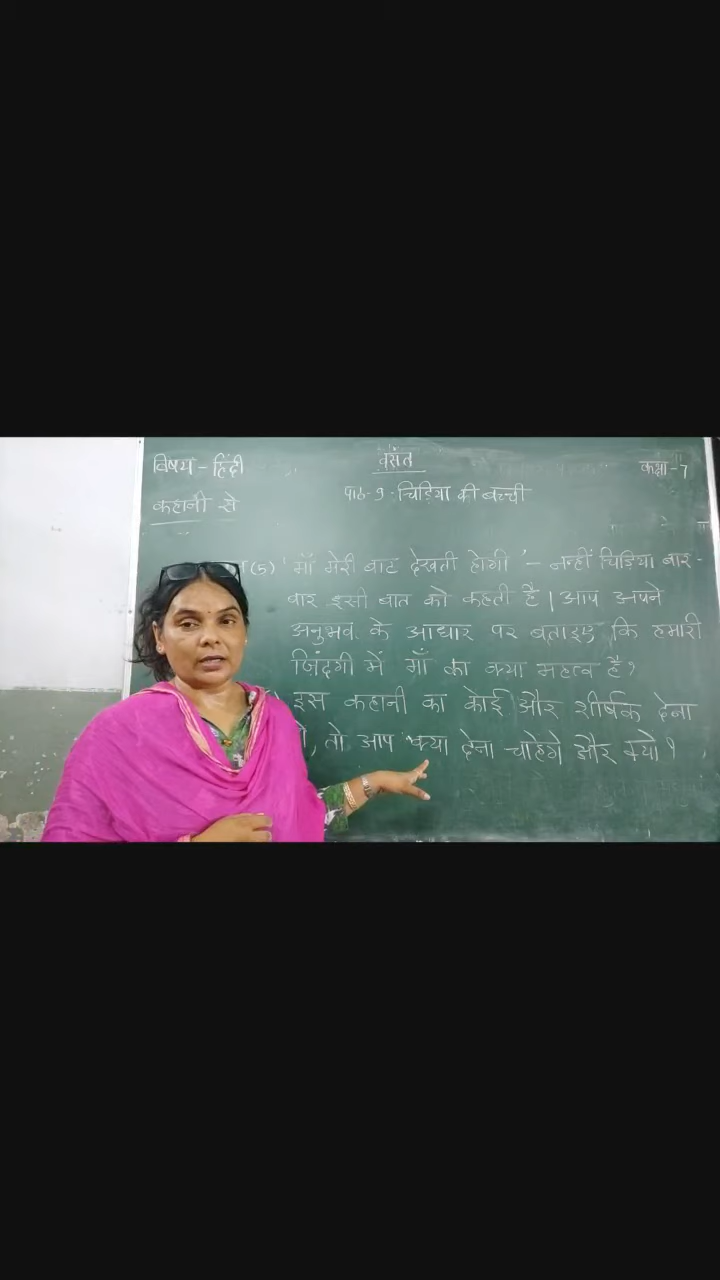 विषय - हिंदी
वसंत
कक्षा - 7
पाठ - 9 : चिड़िया की बच्ची
कहानी से
(5) 'माँ मेरी बाट देखती होगी' - नन्हीं चिड़िया बार -
बार इसी बात को कहती है | आप अपने
अनुभव के आधार पर बताइए कि हमारी
जिंदगी में माँ का क्या महत्व है?
इस कहानी का कोई और शीर्षक देना
हो, तो आप क्या देना चाहेगे और क्यो?